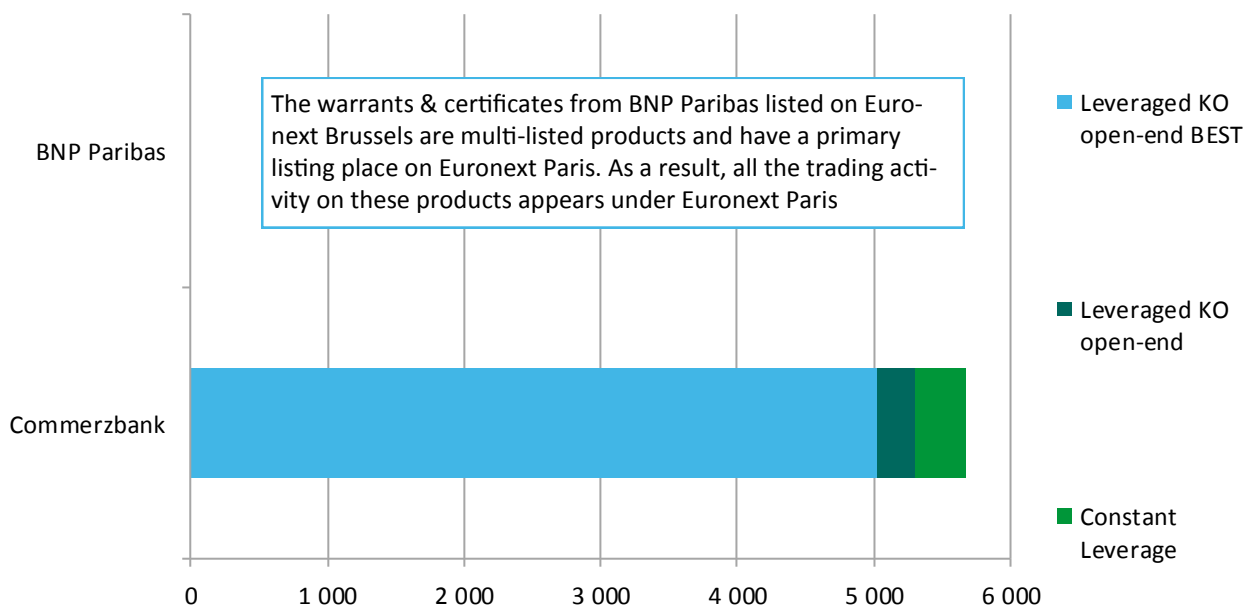 BNP Paribas
The warrants & certificates from BNP Paribas listed on Euro-
next Brussels are multi-listed products and have a primary
listing place on Euronext Paris. As a result, all the trading acti-
vity on these products appears under Euronext Paris
Leveraged KO
open-end BEST
Leveraged KO
open-end
Commerzbank
Constant
Leverage
0 1 000 2 000 3 000 4 000 5 000 6 000